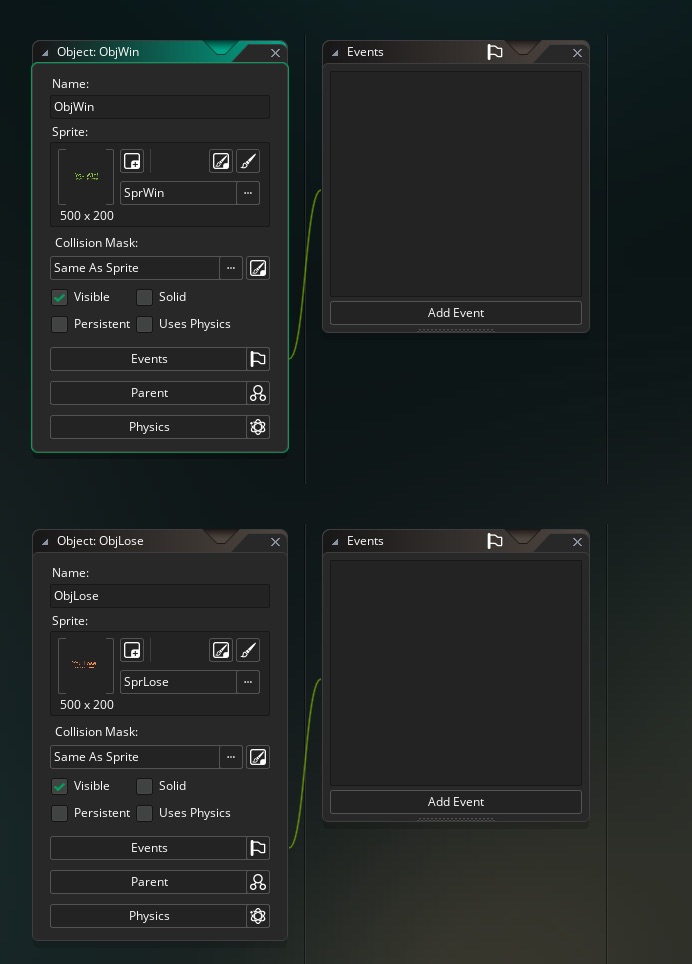 Object: ObjWin
Name:
ObjWin
Sprite:
SprWin
...
500 x 200
Collision Mask:
Same As Sprite
...
Visible
Solid
Persistent
Uses Physics
Events
Parent
Physics
Events
Add Event
Object: ObjLose
Name:
ObjLose
Sprite:
SprLose
...
500 x 200
Collision Mask:
Same As Sprite
...
Visible
Solid
Persistent
Uses Physics
Events
Parent
Physics
Events
Add Event